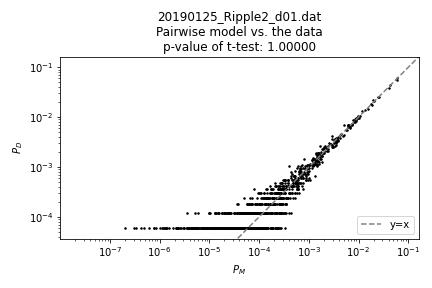 20190125_Ripple2_d01.dat
Pairwise model vs. the data
p-value of t-test: 1.00000
P_D
10⁻¹
10⁻²
10⁻³
10⁻⁴
y=x
10⁻⁷ 10⁻⁶ 10⁻⁵ 10⁻⁴ 10⁻³ 10⁻² 10⁻¹
P_M